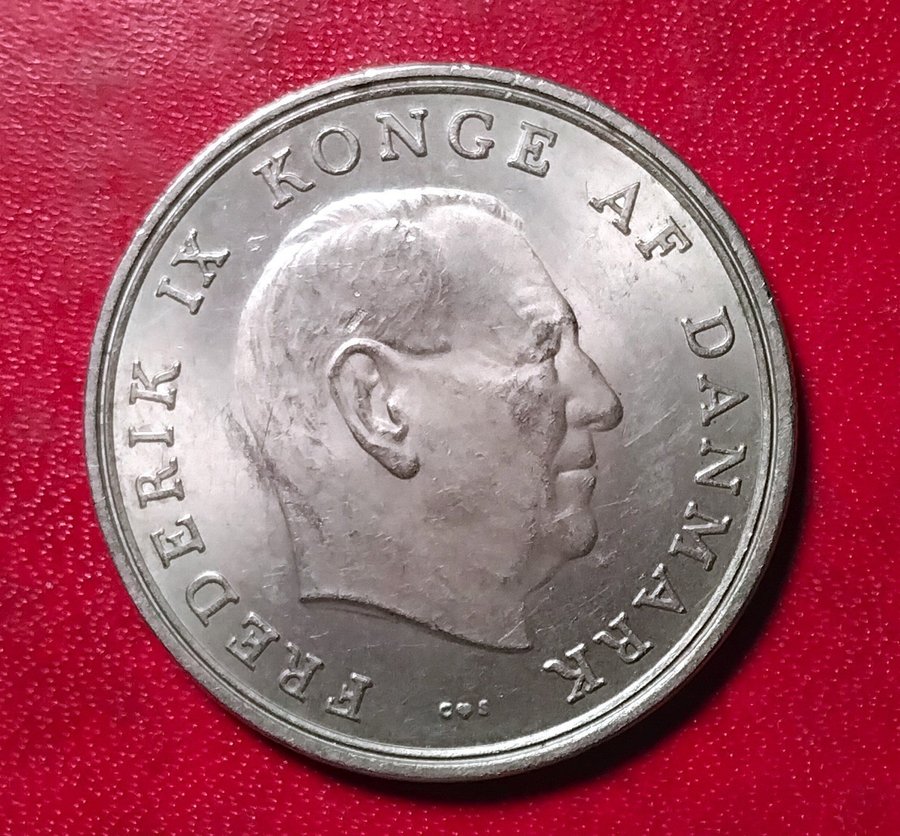 FREDERIK IX KONGE AF DANMARK
C♥S